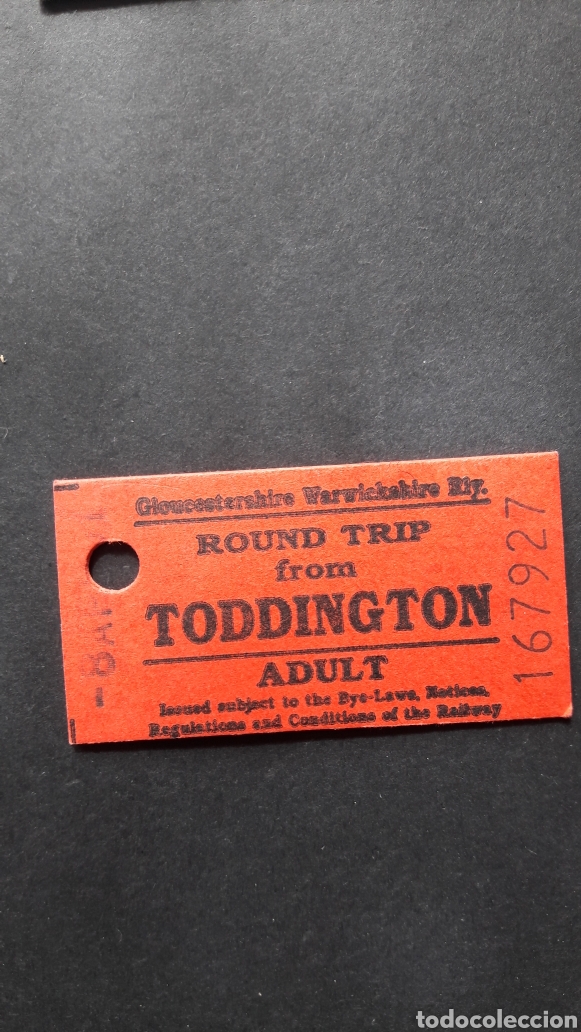 Gloucestershire Warwickshire Rly.
ROUND TRIP
from
TODDINGTON
ADULT
Issued subject to the Bye-Laws, Notices,
Regulations and Conditions of the Railway
167927
todocoleccion